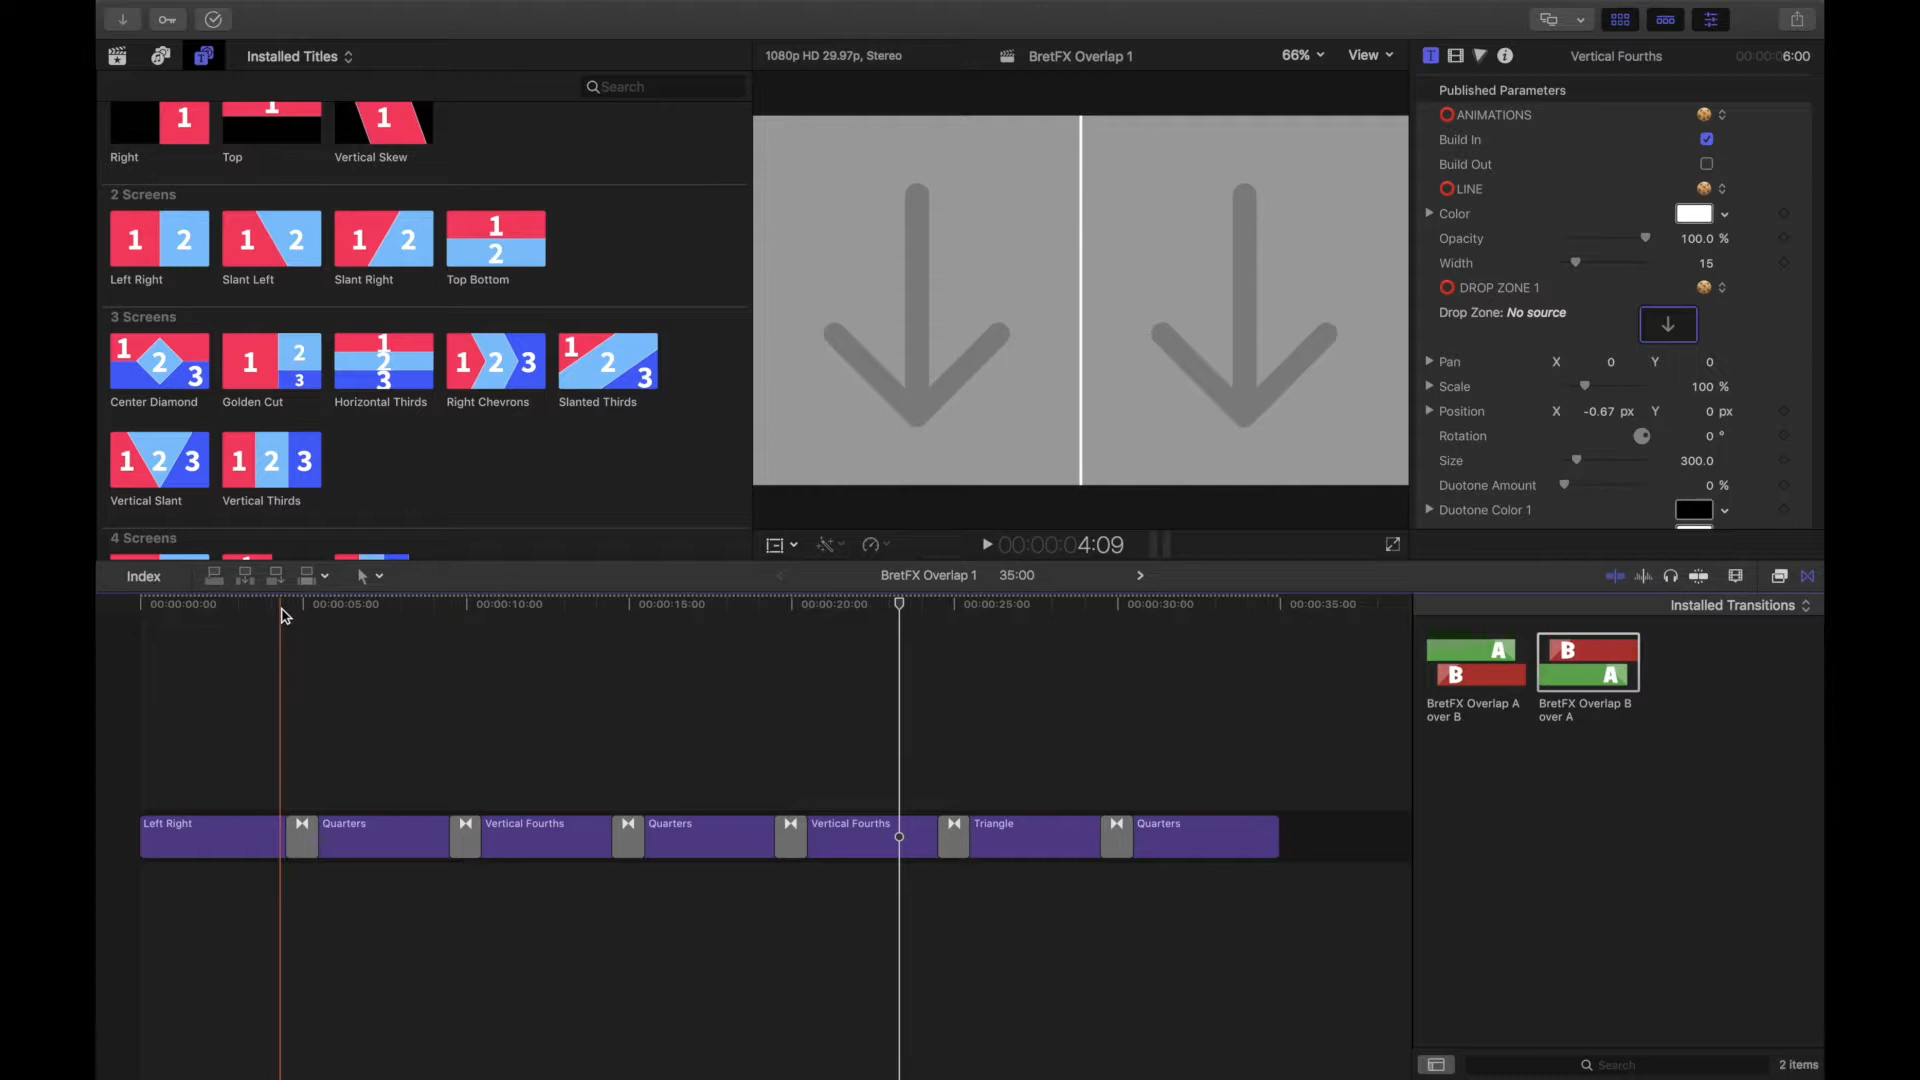 Installed Titles
1080p HD 29.97p, Stereo
BretFX Overlap 1
66%
View
Vertical Fourths
00:00:06:00
Search
Published Parameters
ANIMATIONS
Build In
Build Out
LINE
Color
Opacity 100.0 %
Width 15
DROP ZONE 1
Drop Zone: No source
Pan X 0 Y 0
Scale 100 %
Position X -0.67 px Y 0 px
Rotation 0 °
Size 300.0
Duotone Amount 0 %
Duotone Color 1
1 1 1
Right Top Vertical Skew
2 Screens
1 2 1 2 1 2 1 2
Left Right Slant Left Slant Right Top Bottom
3 Screens
1 2 3 1 2 3 1 2 3 1 2 3 1 2 3
Center Diamond Golden Cut Horizontal Thirds Right Chevrons Slanted Thirds
1 2 3 1 2 3
Vertical Slant Vertical Thirds
4 Screens
00:00:04:09
Index
BretFX Overlap 1 35:00
00:00:00:00 00:00:05:00 00:00:10:00 00:00:15:00 00:00:20:00 00:00:25:00 00:00:30:00 00:00:35:00
Left Right Quarters Vertical Fourths Quarters Vertical Fourths Triangle Quarters
Installed Transitions
A B B A
BretFX Overlap A
over B
BretFX Overlap B
over A
Search
2 items